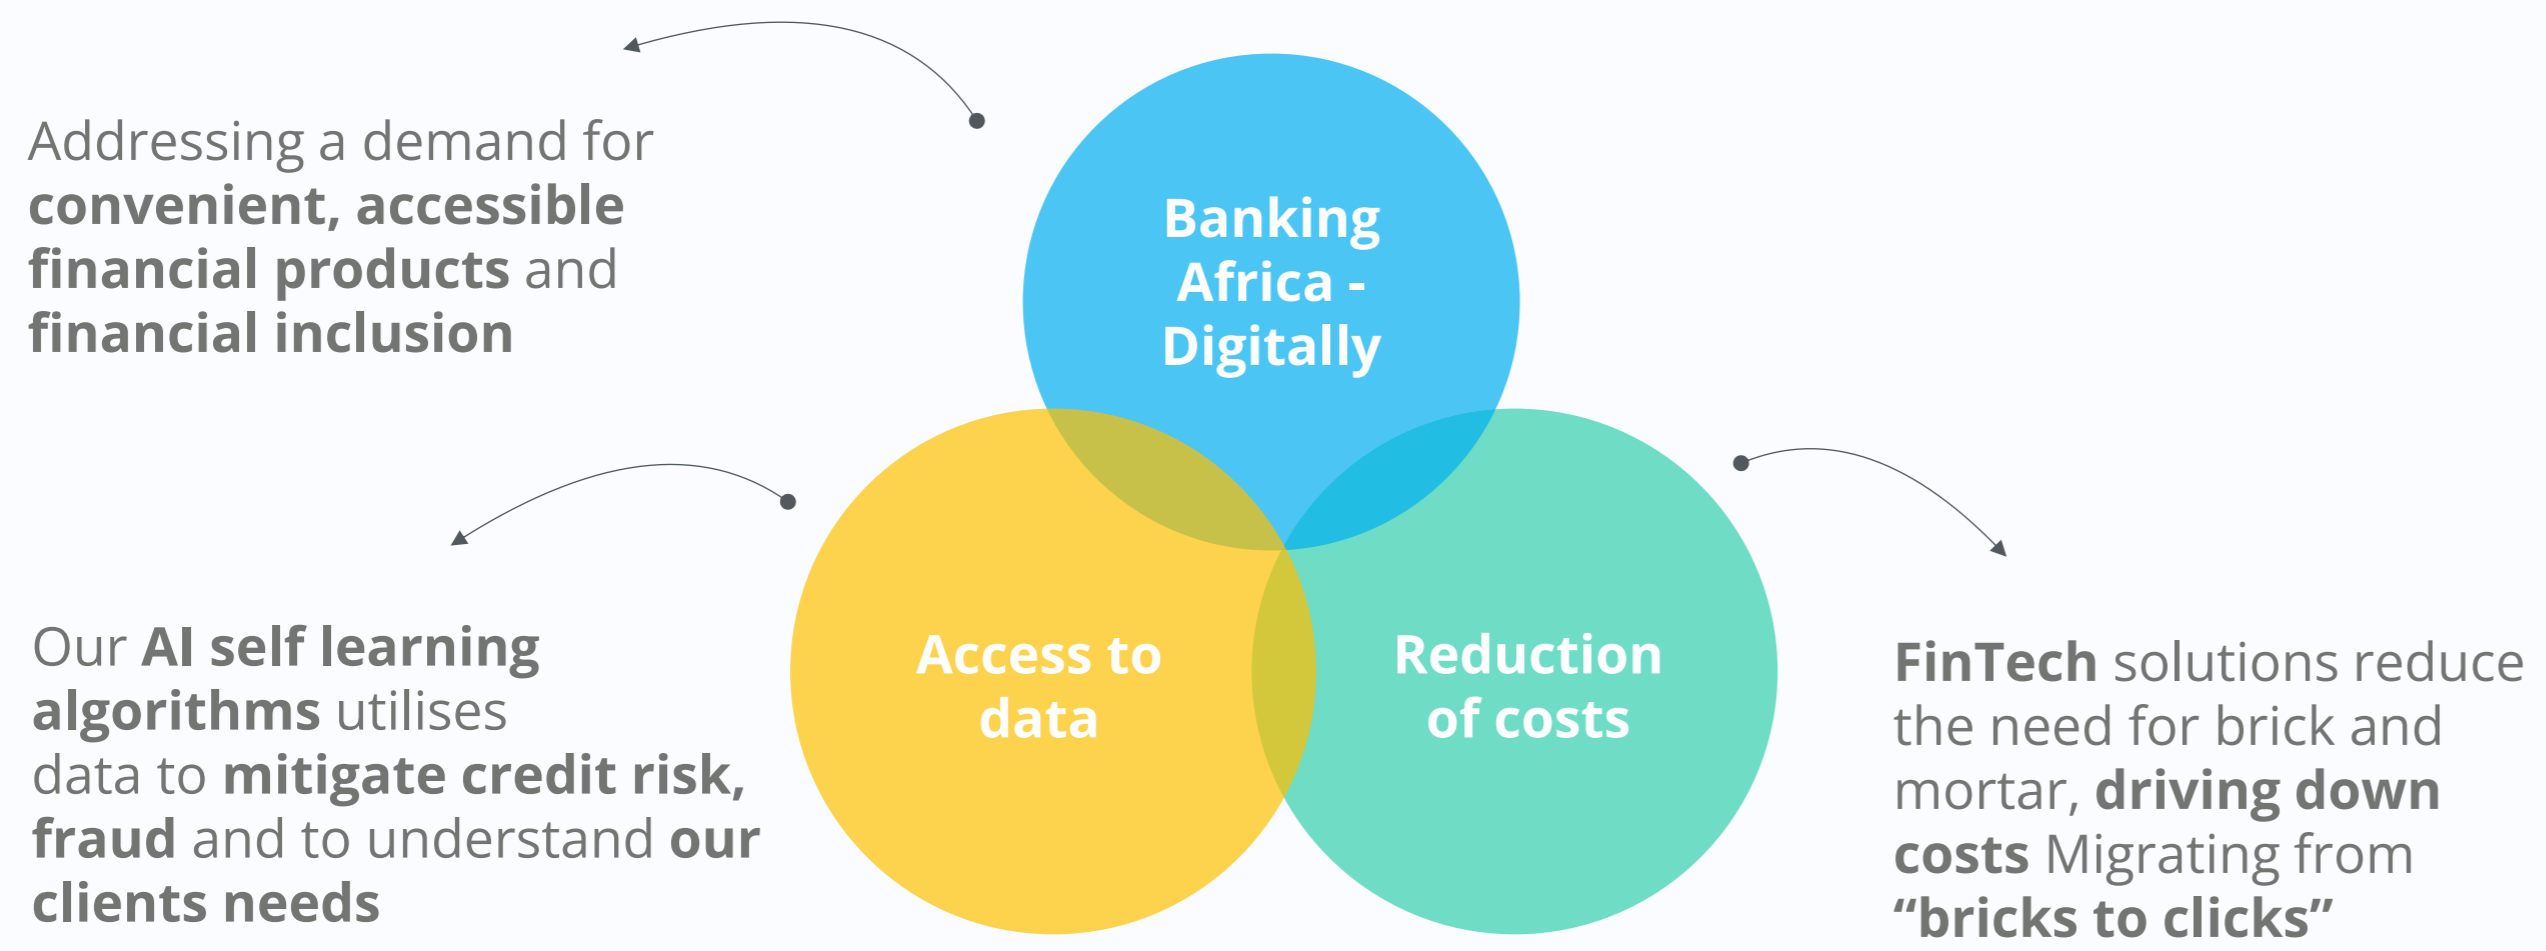 Addressing a demand for
convenient, accessible
financial products and
financial inclusion
Banking
Africa -
Digitally
Our AI self learning
algorithms utilises
data to mitigate credit risk,
fraud and to understand our
clients needs
Access to
data
Reduction
of costs
FinTech solutions reduce
the need for brick and
mortar, driving down
costs Migrating from
“bricks to clicks”